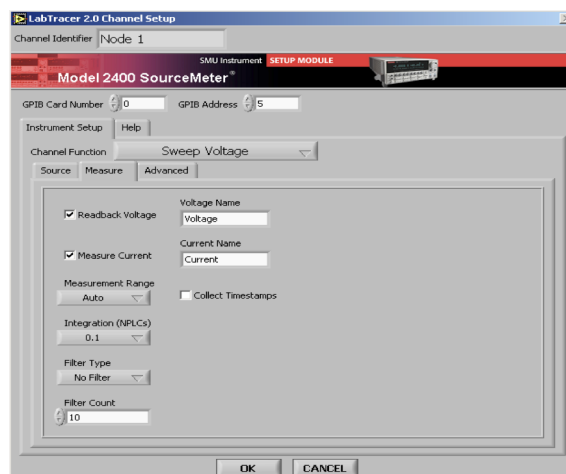 LabTracer 2.0 Channel Setup
Channel Identifier Node 1
SMU Instrument SETUP MODULE
Model 2400 SourceMeter®
GPIB Card Number 0 GPIB Address 5
Instrument Setup Help
Channel Function Sweep Voltage
Source Measure Advanced
Readback Voltage
Voltage Name
Voltage
Measure Current
Current Name
Current
Measurement Range
Auto
Collect Timestamps
Integration (NPLCs)
0.1
Filter Type
No Filter
Filter Count
10
OK CANCEL